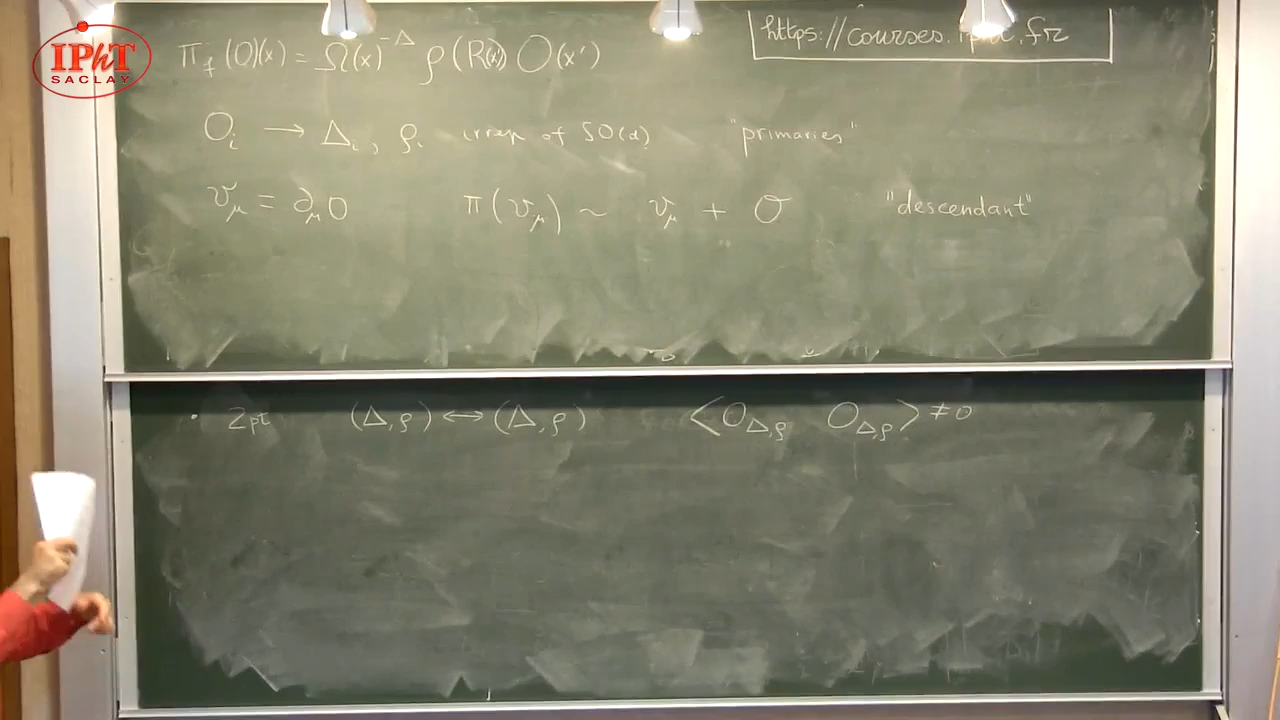 IPhT
SACLAY
https://courses.ipht.fr
π_f(O)(x) = Ω(x)^{-Δ} ρ(R(x)) O(x')
O_i → Δ_i, ρ_i irrep of SO(d) "primaries"
v_μ = ∂_μ O π(v_μ) ~ v_μ + O "descendant"
· 2pt (Δ,ρ) ↔ (Δ,ρ) <O_{Δ,ρ} O_{Δ,ρ}> ≠ 0